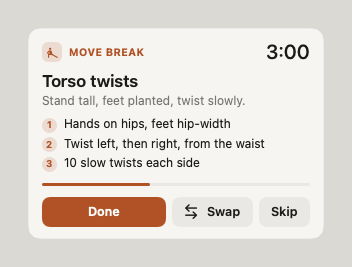 MOVE BREAK 3:00
Torso twists
Stand tall, feet planted, twist slowly.
1 Hands on hips, feet hip-width
2 Twist left, then right, from the waist
3 10 slow twists each side
Done Swap Skip